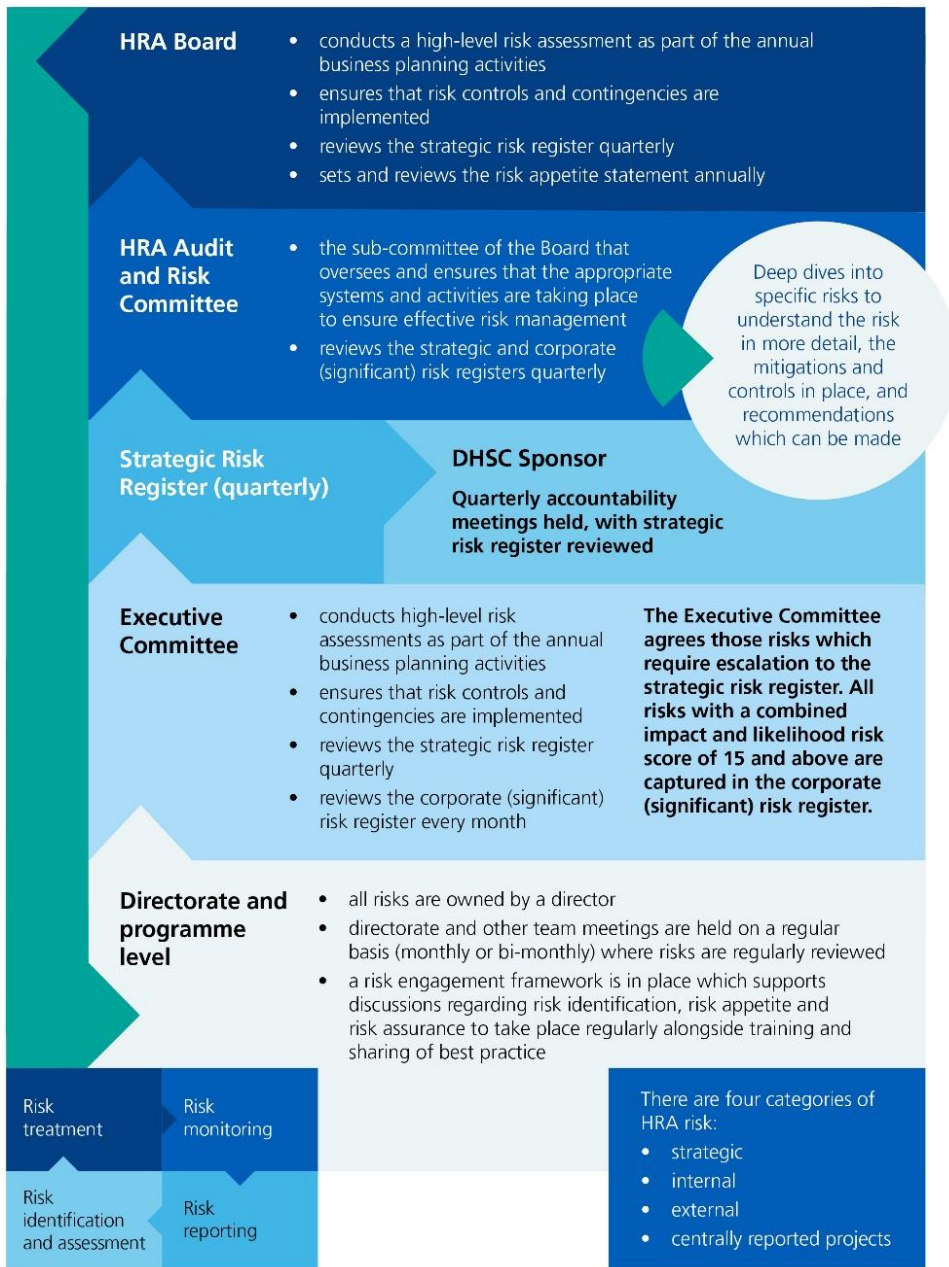 HRA Board
• conducts a high-level risk assessment as part of the annual
business planning activities
• ensures that risk controls and contingencies are
implemented
• reviews the strategic risk register quarterly
• sets and reviews the risk appetite statement annually
HRA Audit
and Risk
Committee
• the sub-committee of the Board that
oversees and ensures that the appropriate
systems and activities are taking place
to ensure effective risk management
• reviews the strategic and corporate
(significant) risk registers quarterly
Deep dives into
specific risks to
understand the risk
in more detail, the
mitigations and
controls in place, and
recommendations
which can be made
Strategic Risk
Register (quarterly)
DHSC Sponsor
Quarterly accountability
meetings held, with strategic
risk register reviewed
Executive
Committee
• conducts high-level risk
assessments as part of the annual
business planning activities
• ensures that risk controls and
contingencies are implemented
• reviews the strategic risk register
quarterly
• reviews the corporate (significant)
risk register every month
The Executive Committee
agrees those risks which
require escalation to the
strategic risk register. All
risks with a combined
impact and likelihood risk
score of 15 and above are
captured in the corporate
(significant) risk register.
Directorate and
programme
level
• all risks are owned by a director
• directorate and other team meetings are held on a regular
basis (monthly or bi-monthly) where risks are regularly reviewed
• a risk engagement framework is in place which supports
discussions regarding risk identification, risk appetite and
risk assurance to take place regularly alongside training and
sharing of best practice
Risk
treatment
Risk
monitoring
Risk
identification
and assessment
Risk
reporting
There are four categories of
HRA risk:
• strategic
• internal
• external
• centrally reported projects